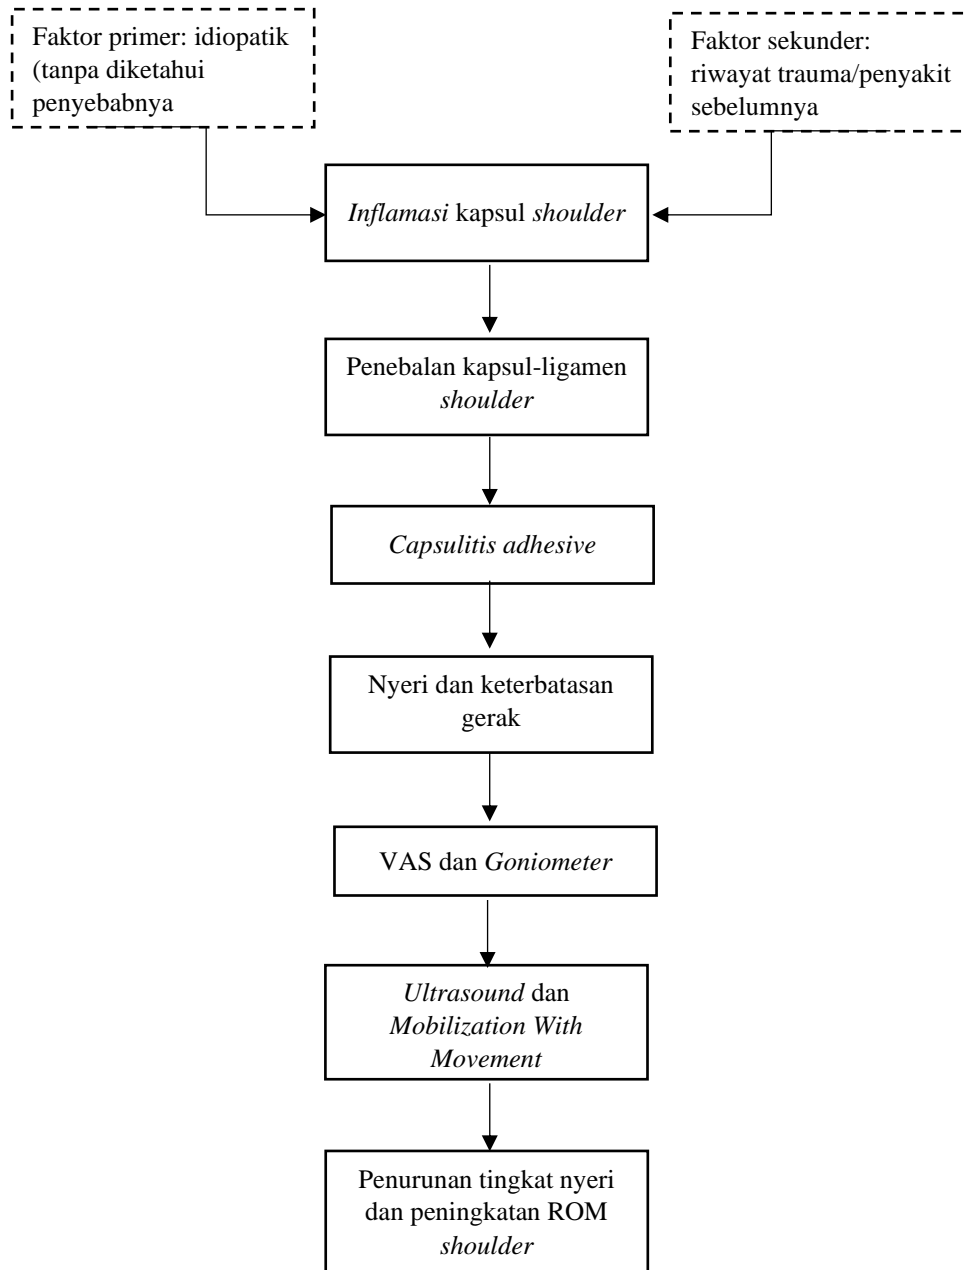 Faktor primer: idiopatik
(tanpa diketahui
penyebabnya
Faktor sekunder:
riwayat trauma/penyakit
sebelumnya
Inflamasi kapsul shoulder
Penebalan kapsul-ligamen
shoulder
Capsulitis adhesive
Nyeri dan keterbatasan
gerak
VAS dan Goniometer
Ultrasound dan
Mobilization With
Movement
Penurunan tingkat nyeri
dan peningkatan ROM
shoulder